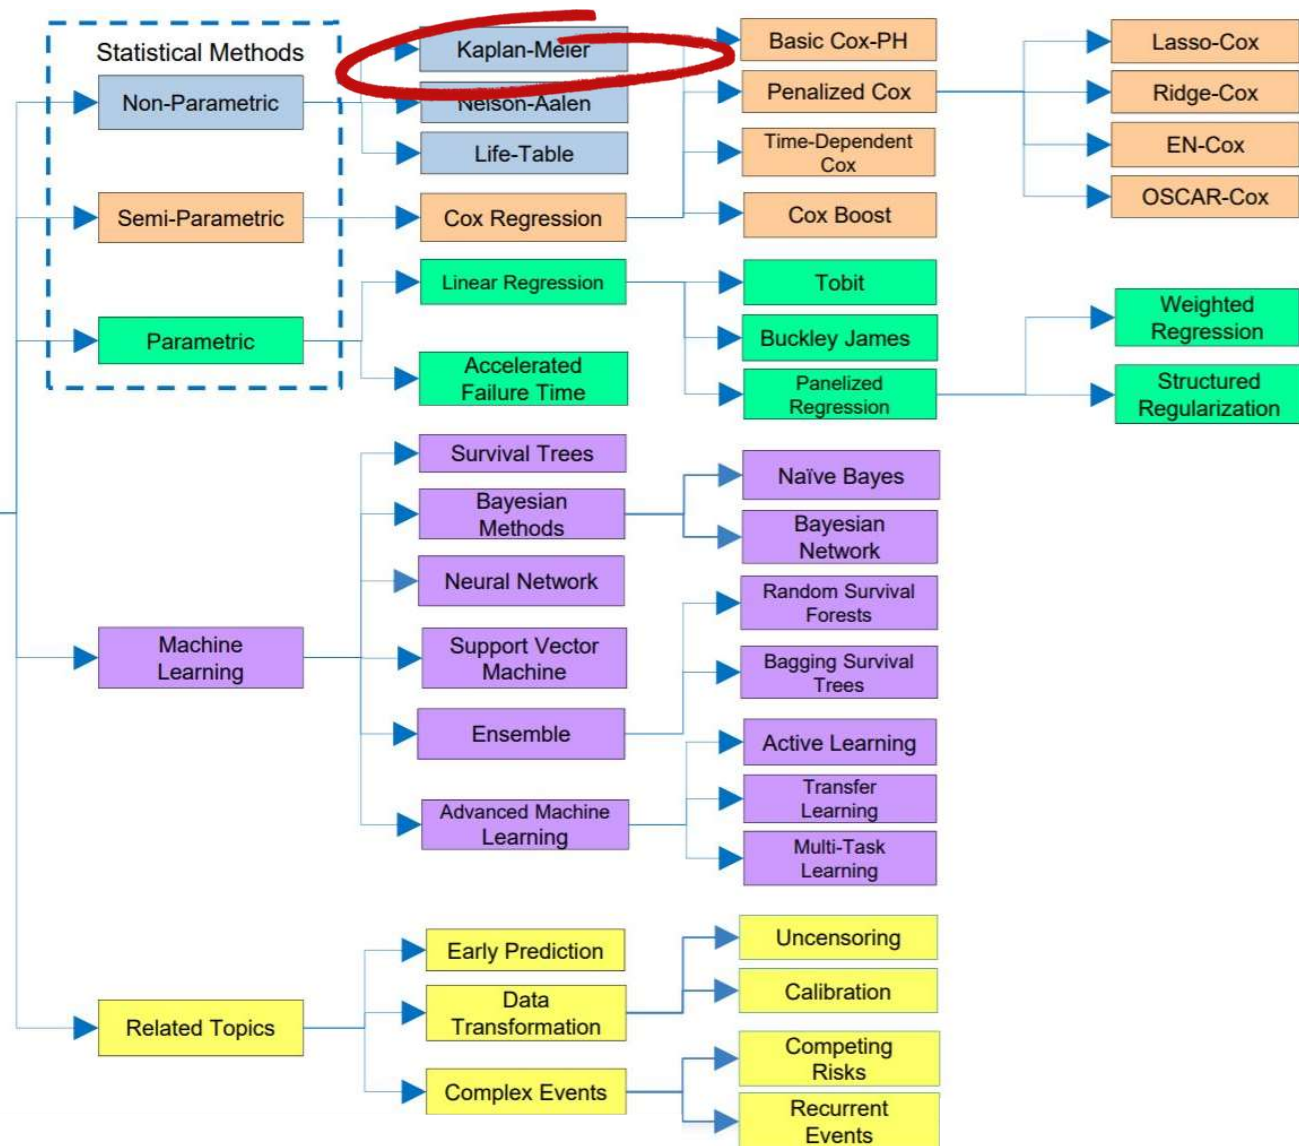 Statistical Methods
Non-Parametric
Semi-Parametric
Parametric
Machine
Learning
Related Topics
Kaplan-Meier
Nelson-Aalen
Life-Table
Cox Regression
Linear Regression
Accelerated
Failure Time
Survival Trees
Bayesian
Methods
Neural Network
Support Vector
Machine
Ensemble
Advanced Machine
Learning
Early Prediction
Data
Transformation
Complex Events
Basic Cox-PH
Penalized Cox
Time-Dependent
Cox
Cox Boost
Tobit
Buckley James
Panelized
Regression
Naïve Bayes
Bayesian
Network
Random Survival
Forests
Bagging Survival
Trees
Active Learning
Transfer
Learning
Multi-Task
Learning
Uncensoring
Calibration
Competing
Risks
Recurrent
Events
Lasso-Cox
Ridge-Cox
EN-Cox
OSCAR-Cox
Weighted
Regression
Structured
Regularization